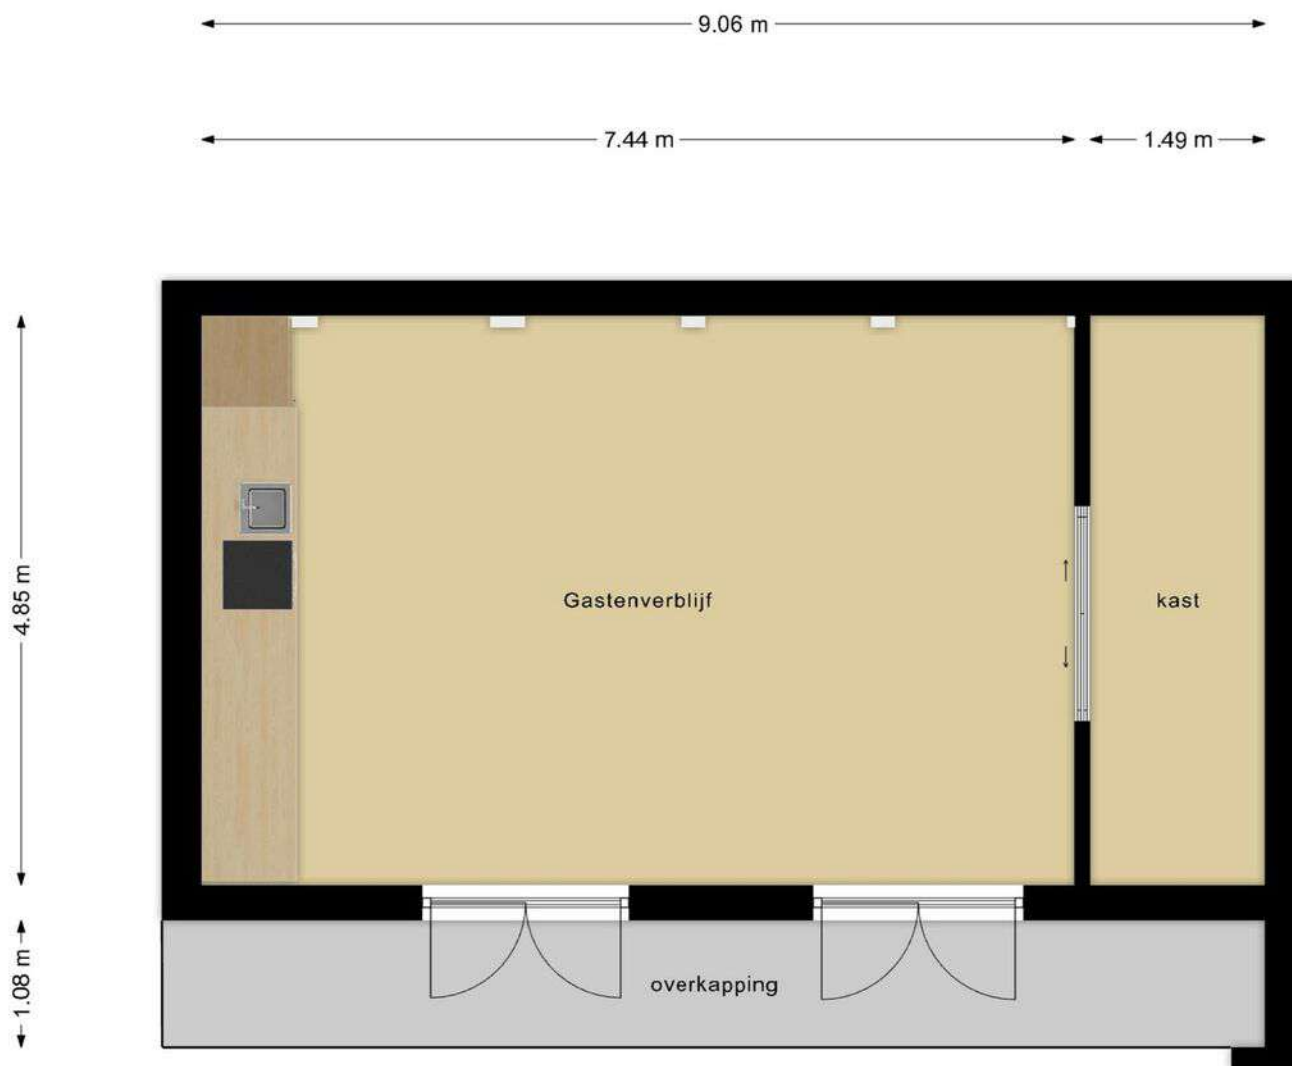 9.06 m
7.44 m
1.49 m
4.85 m
Gastenverblijf
kast
1.08 m
overkapping